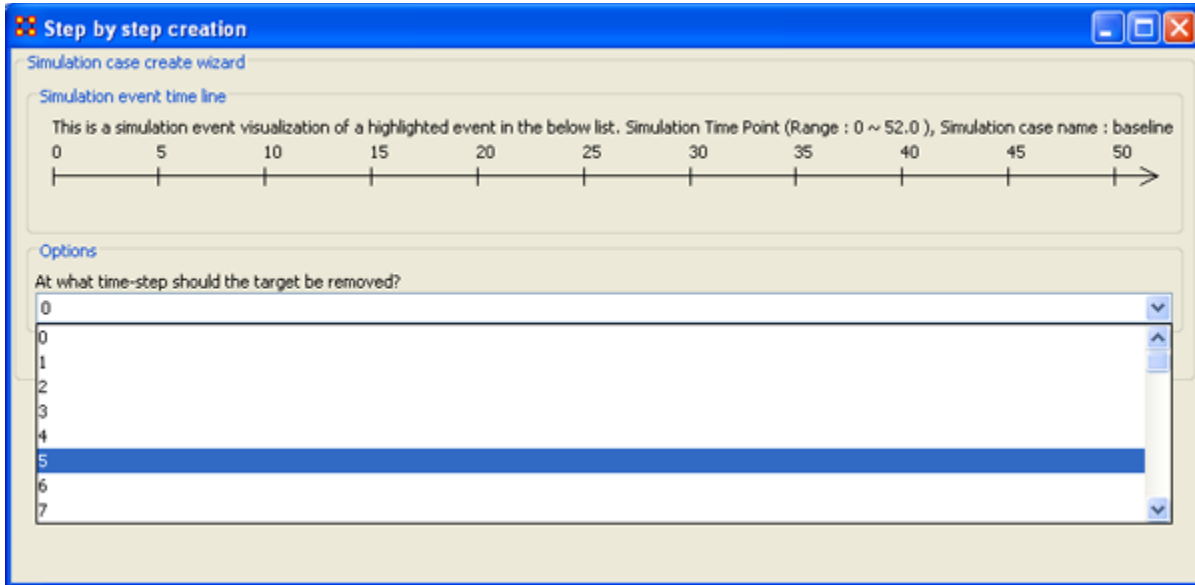 Step by step creation
Simulation case create wizard
Simulation event time line
This is a simulation event visualization of a highlighted event in the below list. Simulation Time Point (Range : 0 ~ 52.0 ), Simulation case name : baseline
0 5 10 15 20 25 30 35 40 45 50
Options
At what time-step should the target be removed?
0
0
1
2
3
4
5
6
7